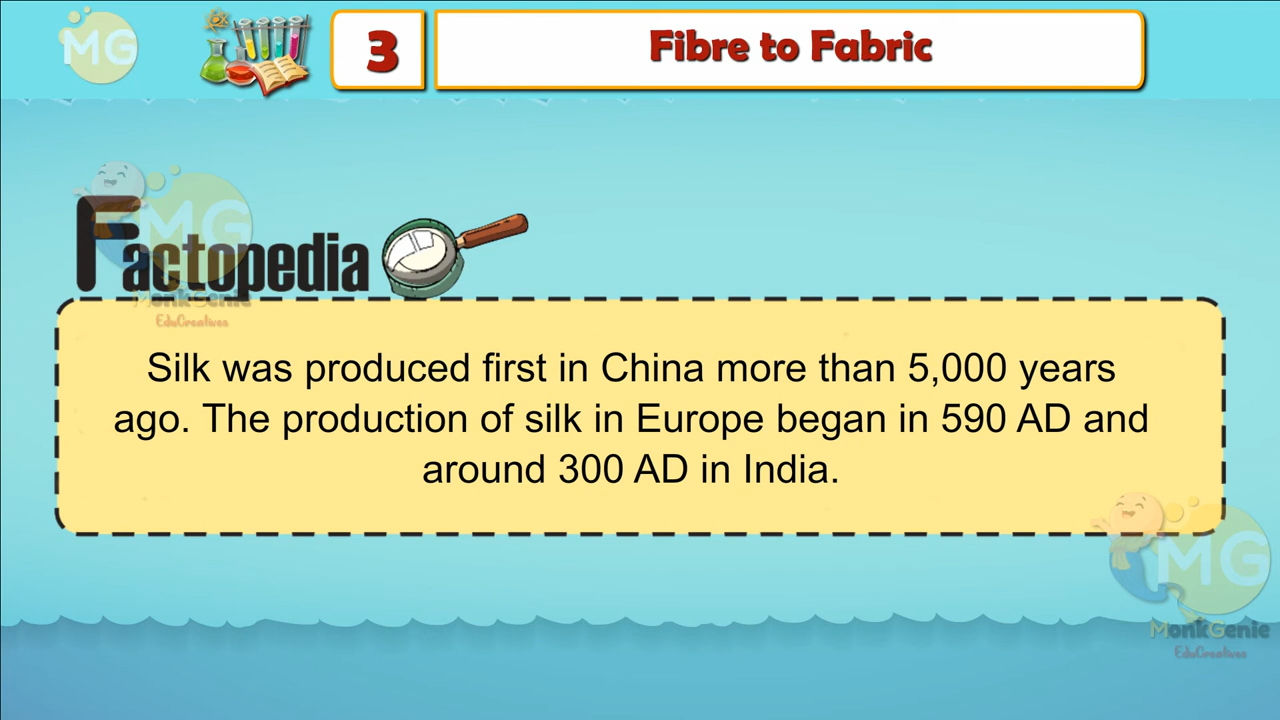 MG
3
Fibre to Fabric
MG
Factopedia
MonkGenie
EduCreatives
Silk was produced first in China more than 5,000 years
ago. The production of silk in Europe began in 590 AD and
around 300 AD in India.
MG
MonkGenie
EduCreatives